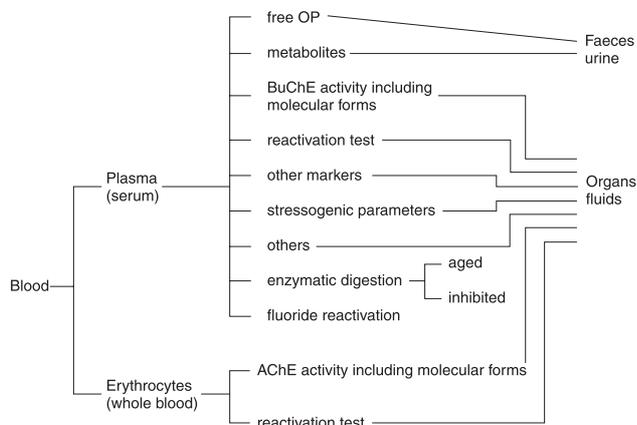 free OP
metabolites
BuChE activity including
molecular forms
reactivation test
other markers
stressogenic parameters
others
enzymatic digestion
aged
inhibited
fluoride reactivation
Faeces
urine
Organs
fluids
Plasma
(serum)
Blood
Erythrocytes
(whole blood)
AChE activity including molecular forms
reactivation test